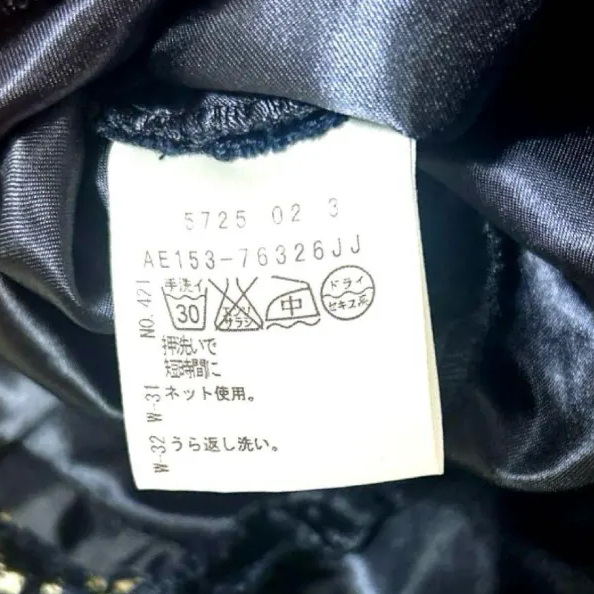 5725 02 3
AE153-76326JJ
手洗イ
30
エンソ
サラシ
中
ドライ
セキユ系
押洗いで
短時間に
ネット使用。
うら返し洗い。
NO.421
W-31
W-32